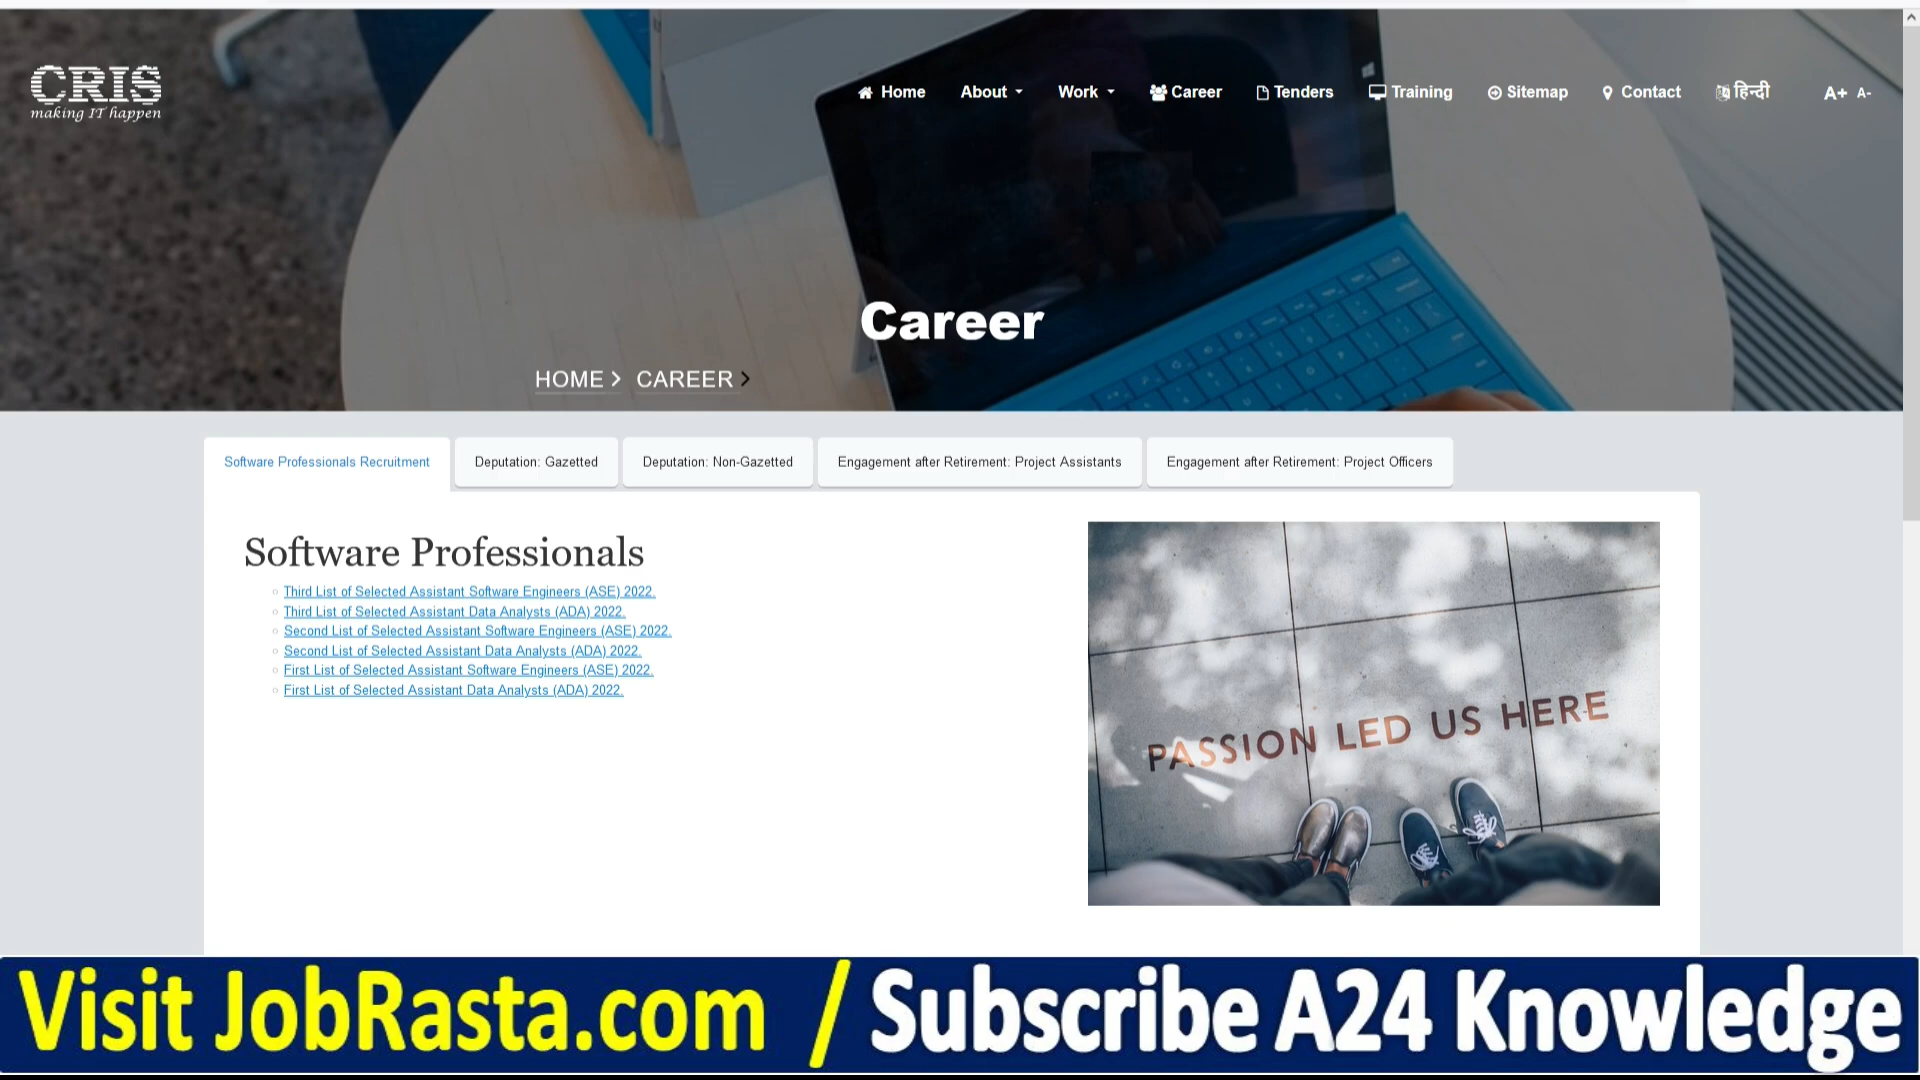 CRIS
making IT happen
Home About Work Career Tenders Training Sitemap Contact हिन्दी A+ A-
Career
HOME > CAREER >
Software Professionals Recruitment
Deputation: Gazetted
Deputation: Non-Gazetted
Engagement after Retirement: Project Assistants
Engagement after Retirement: Project Officers
Software Professionals
Third List of Selected Assistant Software Engineers (ASE) 2022.
Third List of Selected Assistant Data Analysts (ADA) 2022.
Second List of Selected Assistant Software Engineers (ASE) 2022.
Second List of Selected Assistant Data Analysts (ADA) 2022.
First List of Selected Assistant Software Engineers (ASE) 2022.
First List of Selected Assistant Data Analysts (ADA) 2022.
PASSION LED US HERE
Visit JobRasta.com / Subscribe A24 Knowledge